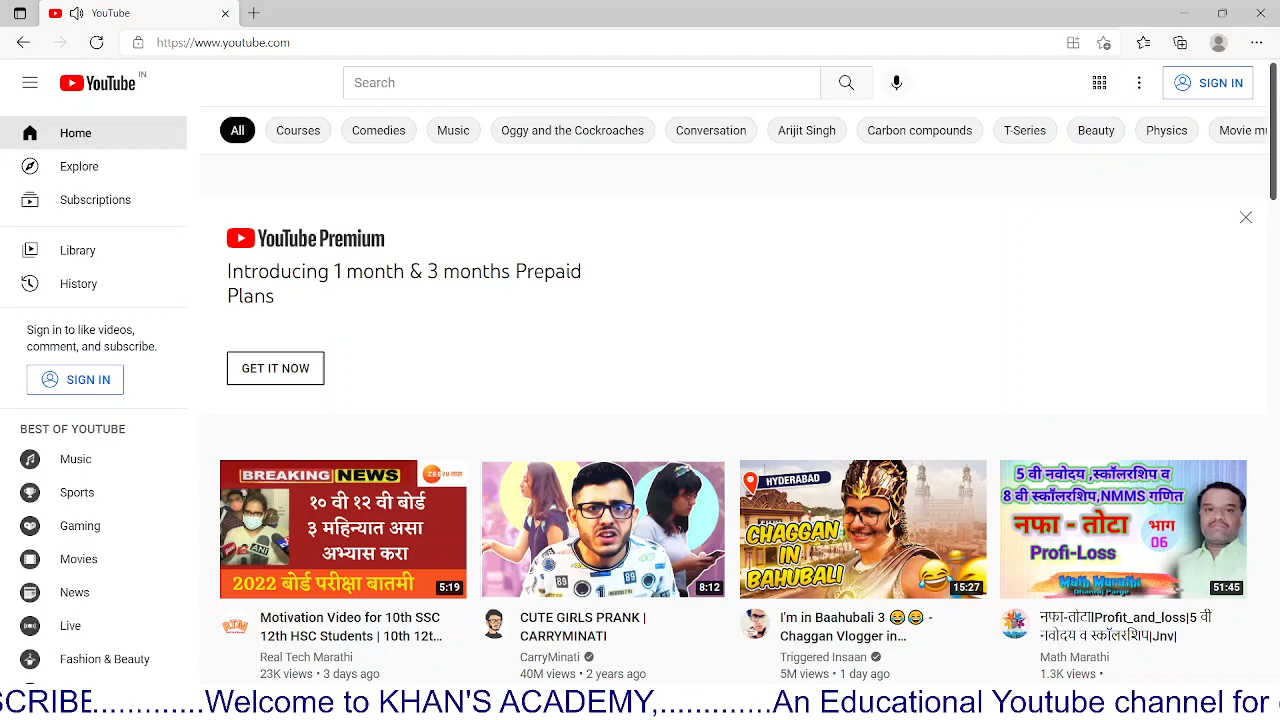 YouTube
https://www.youtube.com
YouTube IN
Search
SIGN IN
All
Courses
Comedies
Music
Oggy and the Cockroaches
Conversation
Arijit Singh
Carbon compounds
T-Series
Beauty
Physics
Movie mu
Home
Explore
Subscriptions
Library
History
Sign in to like videos,
comment, and subscribe.
SIGN IN
BEST OF YOUTUBE
Music
Sports
Gaming
Movies
News
Live
Fashion & Beauty
YouTube Premium
Introducing 1 month & 3 months Prepaid
Plans
GET IT NOW
BREAKING NEWS
१० वी १२ वी बोर्ड
३ महिन्यात असा
अभ्यास करा
2022 बोर्ड परीक्षा बातमी
5:19
Motivation Video for 10th SSC
12th HSC Students | 10th 12t...
Real Tech Marathi
23K views • 3 days ago
8:12
CUTE GIRLS PRANK |
CARRYMINATI
CarryMinati
40M views • 2 years ago
HYDERABAD
CHAGGAN
IN
BAHUBALI
15:27
I'm in Baahubali 3 😂😂 -
Chaggan Vlogger in...
Triggered Insaan
5M views • 1 day ago
5 वी नवोदय ,स्कॉलरशिप व
8 वी स्कॉलरशिप,NMMS गणित
नफा - तोटा
भाग
06
Profi-Loss
Math Marathi
Dhanraj Parge
51:45
नफा-तोटा|Profit_and_loss|5 वी
नवोदय व स्कॉलरशिप|Jnv|
Math Marathi
1.3K views •
SCRIBE.............Welcome to KHAN'S ACADEMY,.............An Educational Youtube channel for